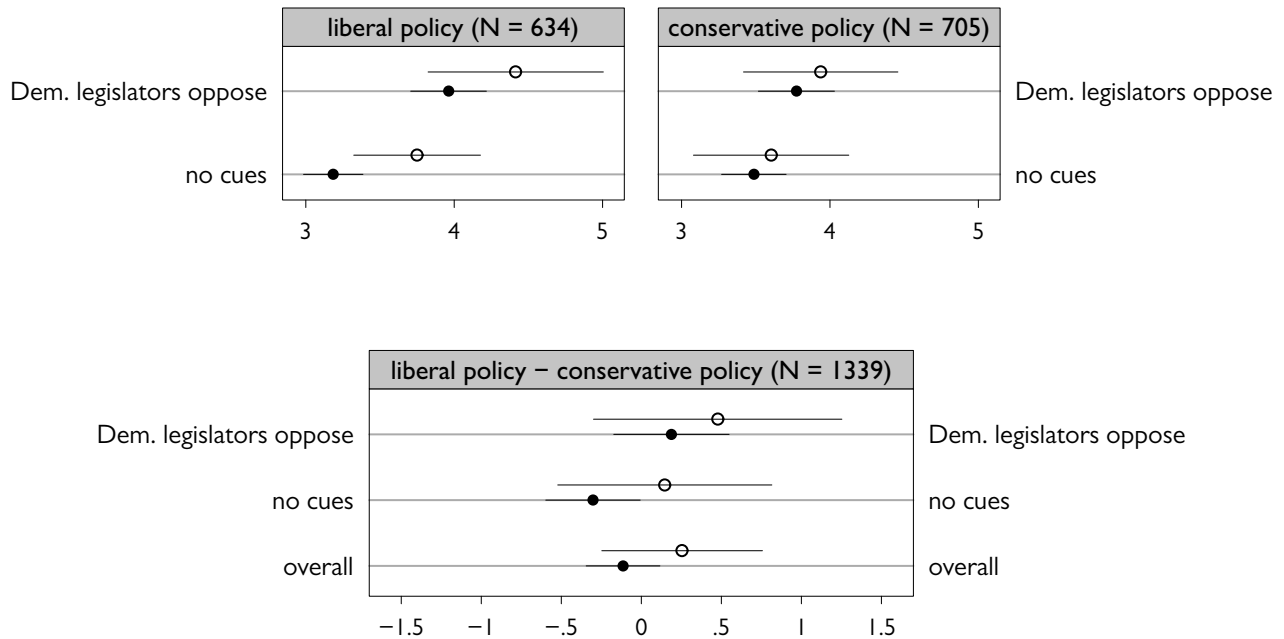 liberal policy (N = 634)
conservative policy (N = 705)
Dem. legislators oppose
Dem. legislators oppose
no cues
no cues
3 4 5
3 4 5
liberal policy − conservative policy (N = 1339)
Dem. legislators oppose
Dem. legislators oppose
no cues
no cues
overall
overall
−1.5 −1 −.5 0 .5 1 1.5